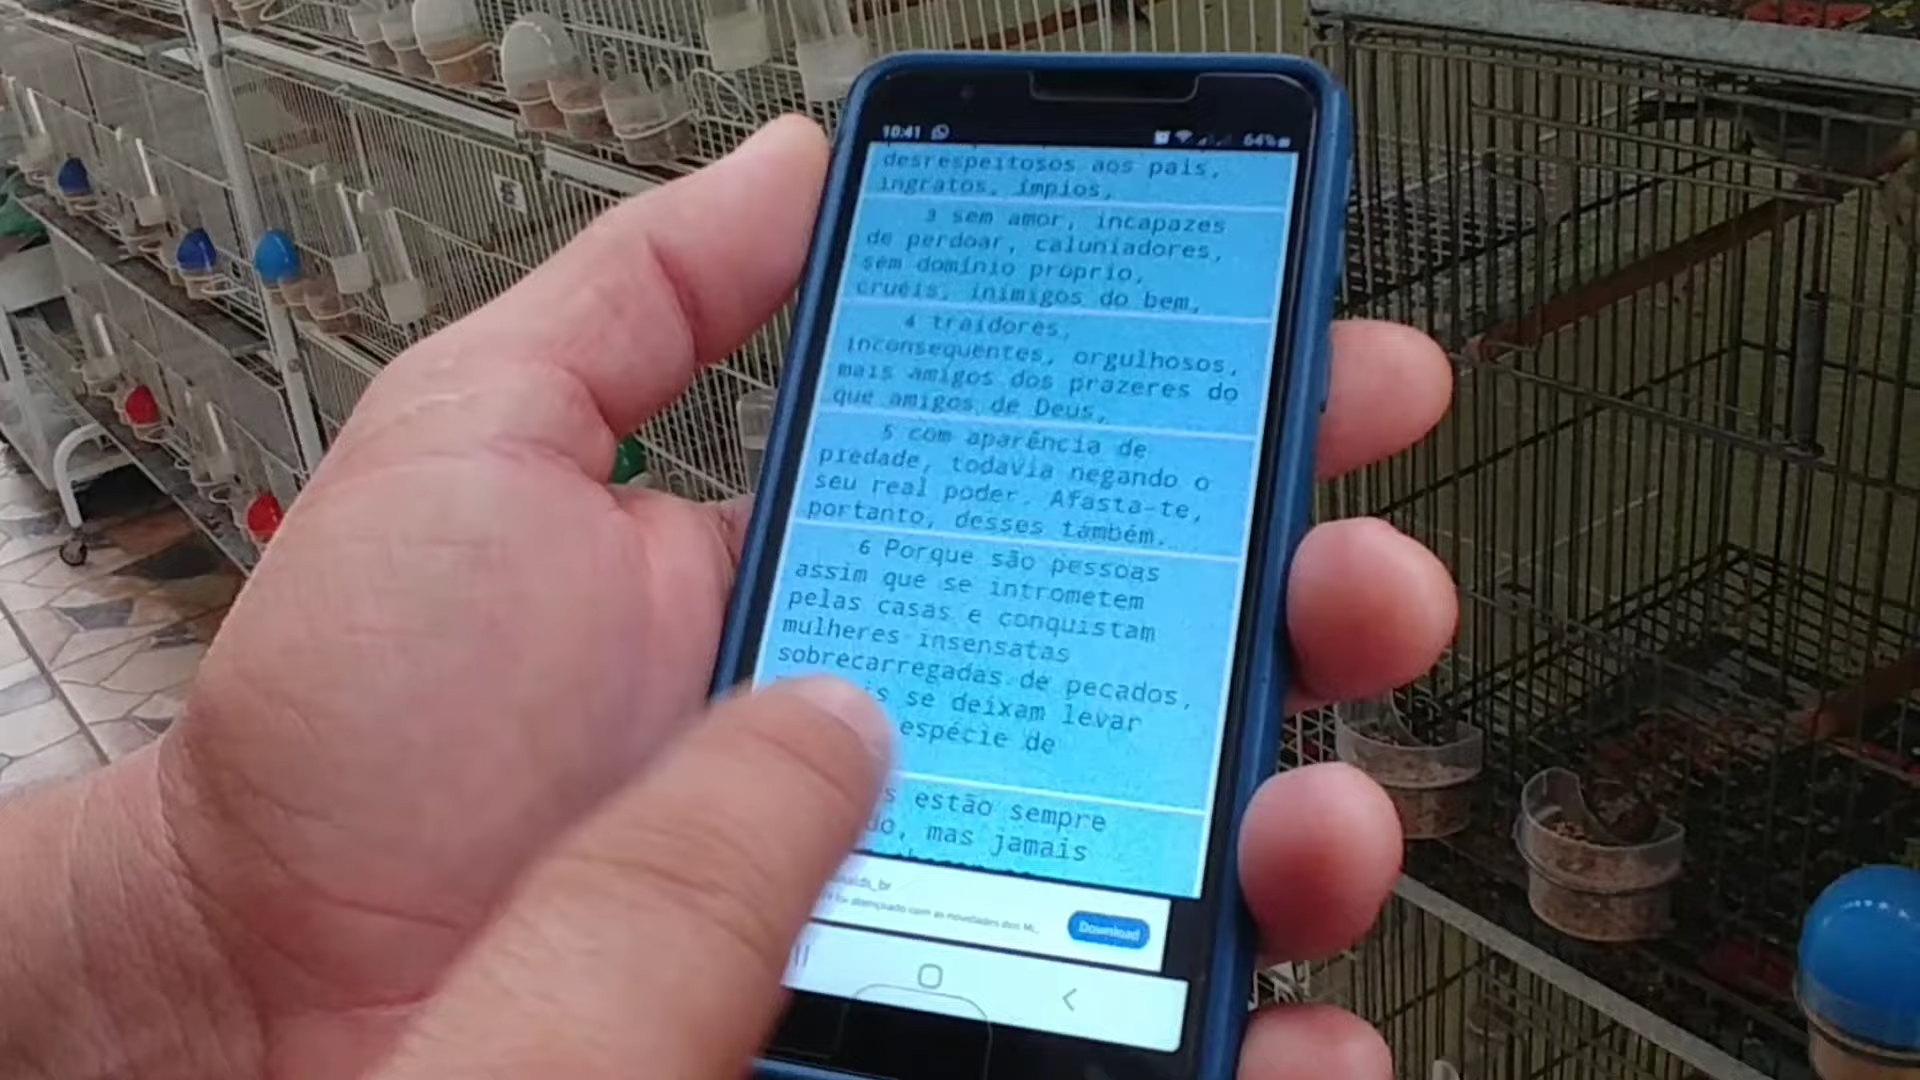 10:41
64%
desrespeitosos aos pais,
ingratos, ímpios,
3 sem amor, incapazes
de perdoar, caluniadores,
sem domínio próprio,
cruéis, inimigos do bem,
4 traidores,
inconsequentes, orgulhosos,
mais amigos dos prazeres do
que amigos de Deus,
5 com aparência de
piedade, todavia negando o
seu real poder. Afasta-te,
portanto, desses também.
6 Porque são pessoas
assim que se intrometem
pelas casas e conquistam
mulheres insensatas
sobrecarregadas de pecados,
se deixam levar
espécie de
estão sempre
mas jamais
com as novidades dos
Download